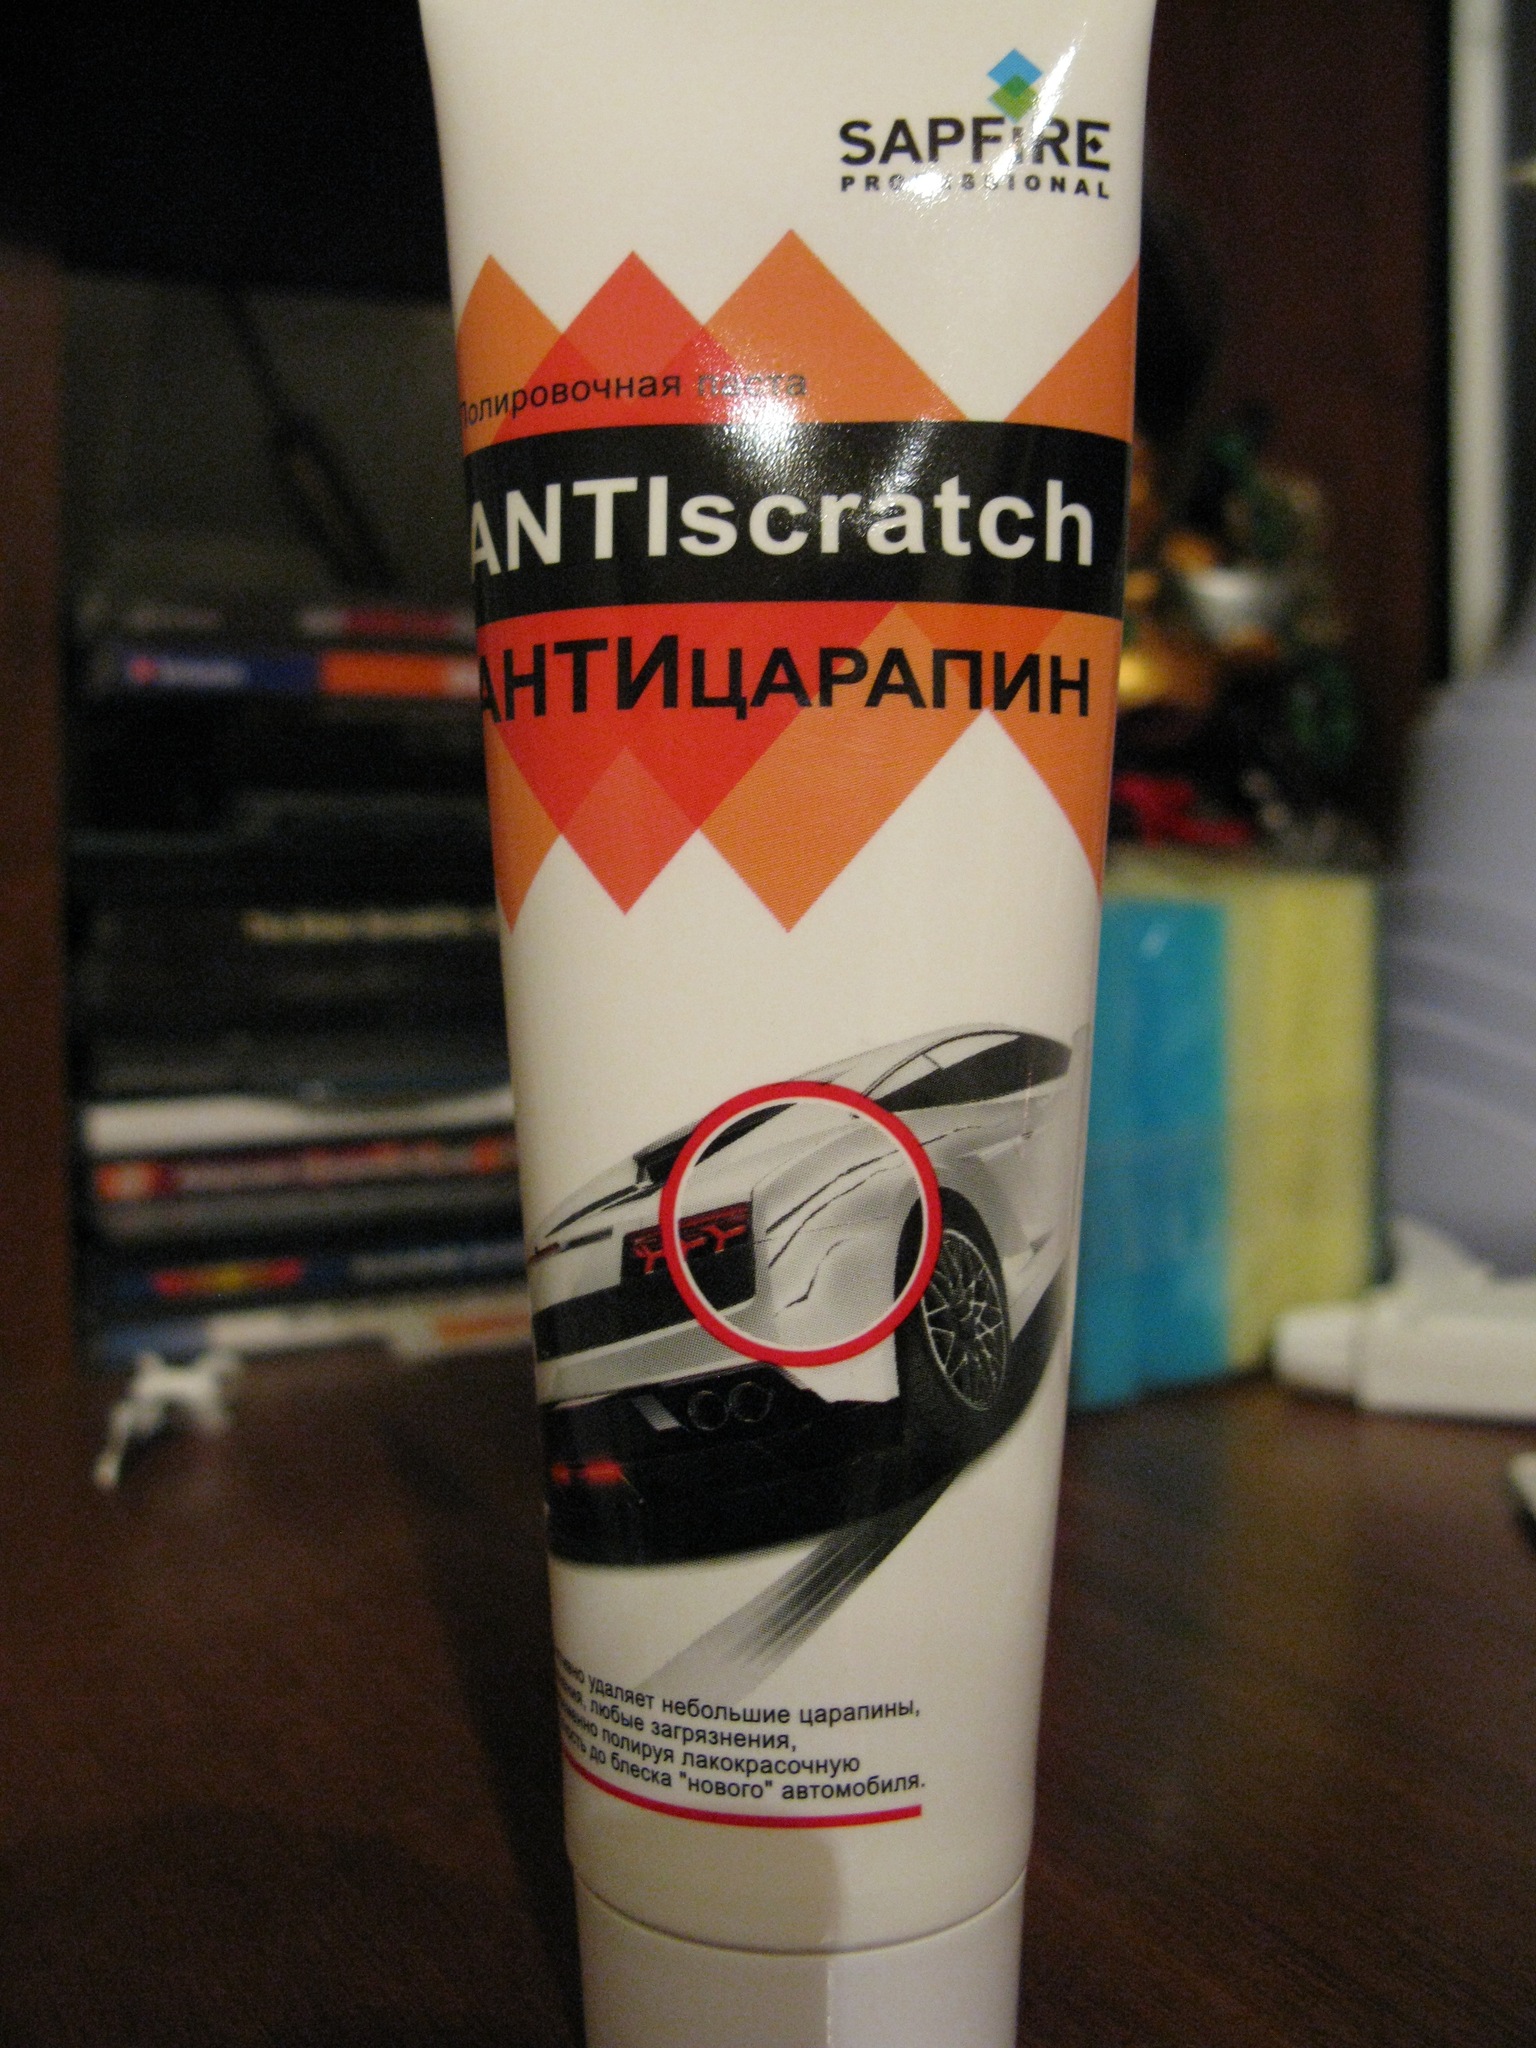 SAPFIRE
PROFESSIONAL
Полировочная паста
ANTIscratch
АНТИЦАРАПИН
удаляет небольшие царапины,
любые загрязнения,
полируя лакокрасочную
до блеска "нового" автомобиля.